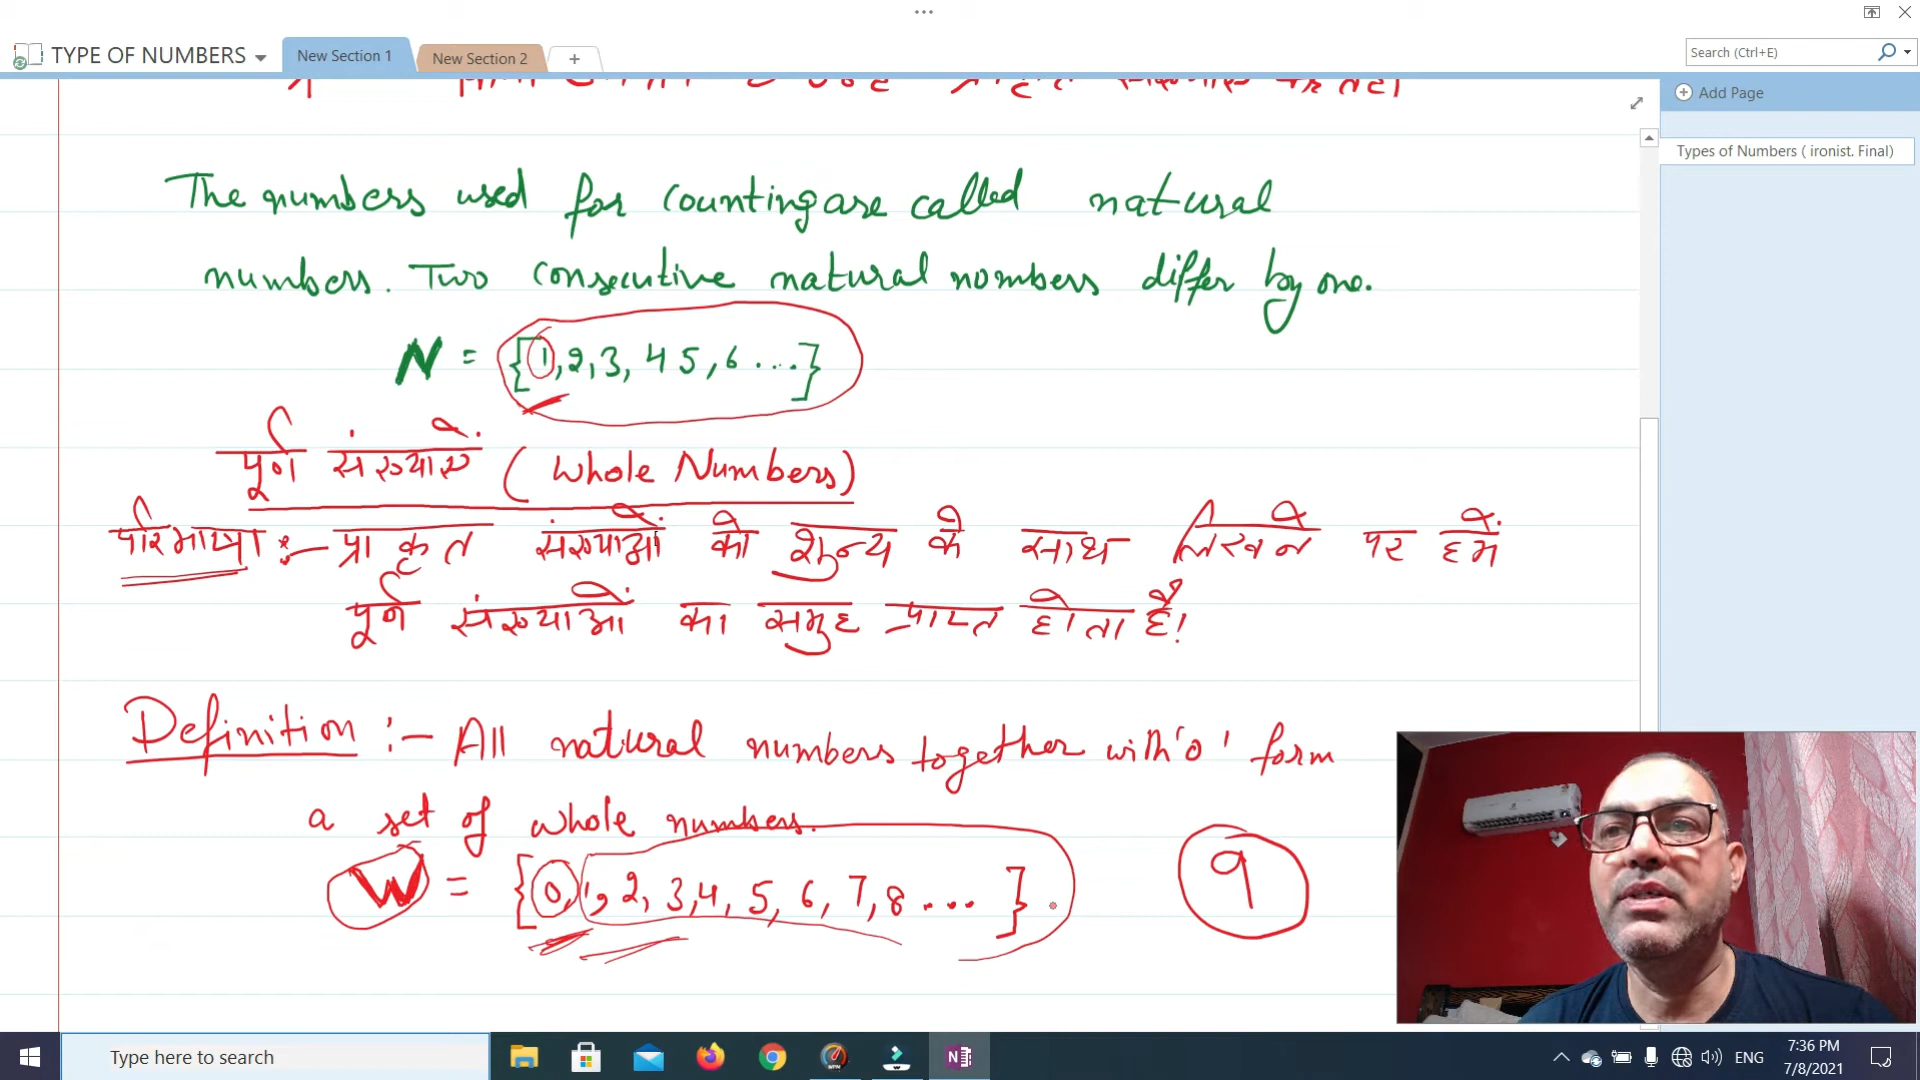 TYPE OF NUMBERS
New Section 1
New Section 2
Search (Ctrl+E)
Add Page
Types of Numbers ( ironist. Final)
The numbers used for counting are called natural
numbers. Two consecutive natural numbers differ by one.
N = {1,2,3, 4 5, 6 ....}
पूर्ण संख्याएं (Whole Numbers)
परिभाषा :- प्राकृत संख्याओं को शून्य के साथ लिखने पर हमें
पूर्ण संख्याओं का समुह प्राप्त होता है!
Definition :- All natural numbers together with '0' form
a set of whole numbers.
W = {0, 1, 2, 3, 4, 5, 6, 7, 8 ... }
9
Type here to search
W
N
ENG
7:36 PM
7/8/2021